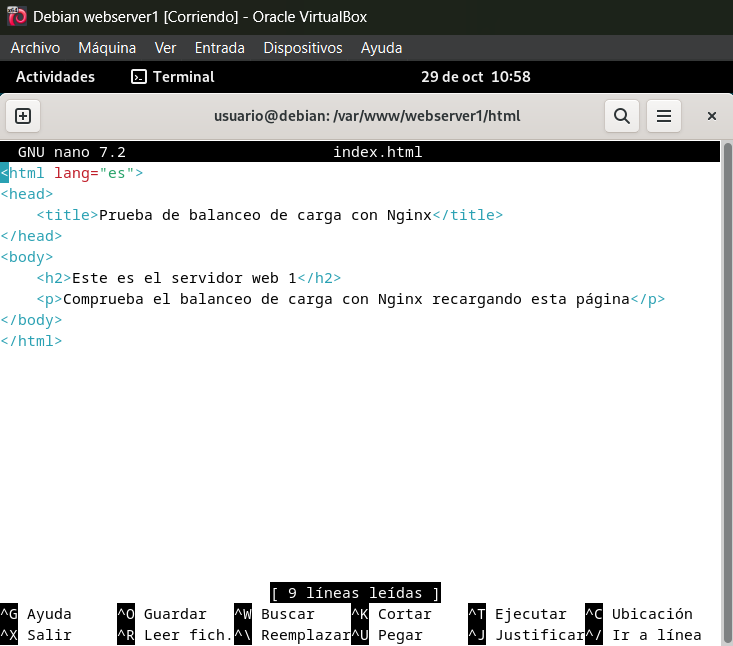 Debian webserver1 [Corriendo] - Oracle VirtualBox
Archivo Máquina Ver Entrada Dispositivos Ayuda
Actividades Terminal 29 de oct 10:58
usuario@debian: /var/www/webserver1/html
GNU nano 7.2 index.html
<html lang="es">
<head>
    <title>Prueba de balanceo de carga con Nginx</title>
</head>
<body>
    <h2>Este es el servidor web 1</h2>
    <p>Comprueba el balanceo de carga con Nginx recargando esta página</p>
</body>
</html>
[ 9 líneas leídas ]
^G Ayuda ^O Guardar ^W Buscar ^K Cortar ^T Ejecutar ^C Ubicación
^X Salir ^R Leer fich. ^\ Reemplazar ^U Pegar ^J Justificar ^/ Ir a línea